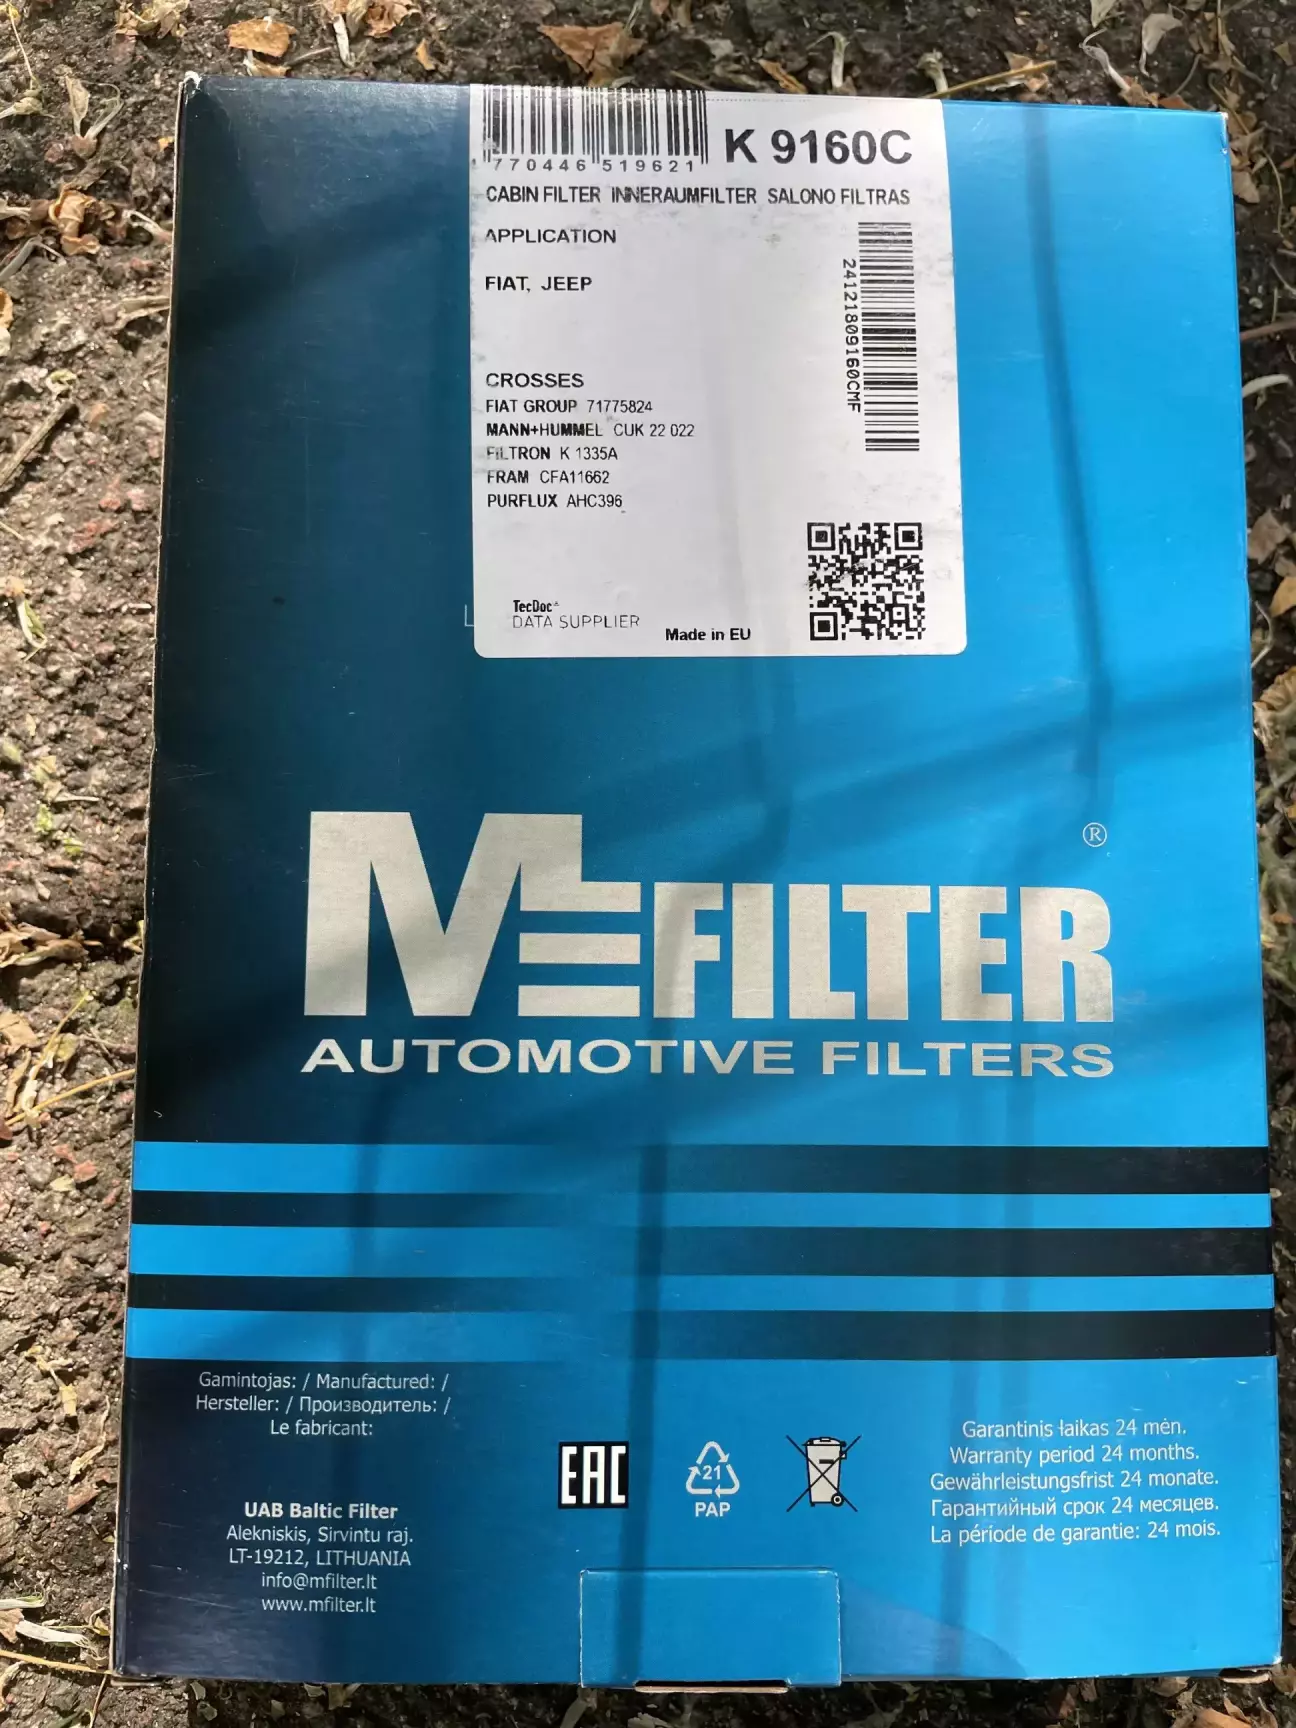 770446 519621
K 9160C
CABIN FILTER INNERAUMFILTER SALONO FILTRAS
APPLICATION
FIAT, JEEP
24121809160CMF
CROSSES
FIAT GROUP 71775824
MANN+HUMMEL CUK 22 022
FILTRON K 1335A
FRAM CFA11662
PURFLUX AHC396
TecDoc
DATA SUPPLIER
Made in EU
MFILTER ®
AUTOMOTIVE FILTERS
Gamintojas: / Manufactured: /
Hersteller: / Производитель: /
Le fabricant:
UAB Baltic Filter
Alekniskis, Sirvintu raj.
LT-19212, LITHUANIA
info@mfilter.lt
www.mfilter.lt
EAC
21
PAP
Garantinis łaikas 24 mėn.
Warranty period 24 months.
Gewährleistungsfrist 24 monate.
Гарантийный срок 24 месяцев.
La période de garantie: 24 mois.